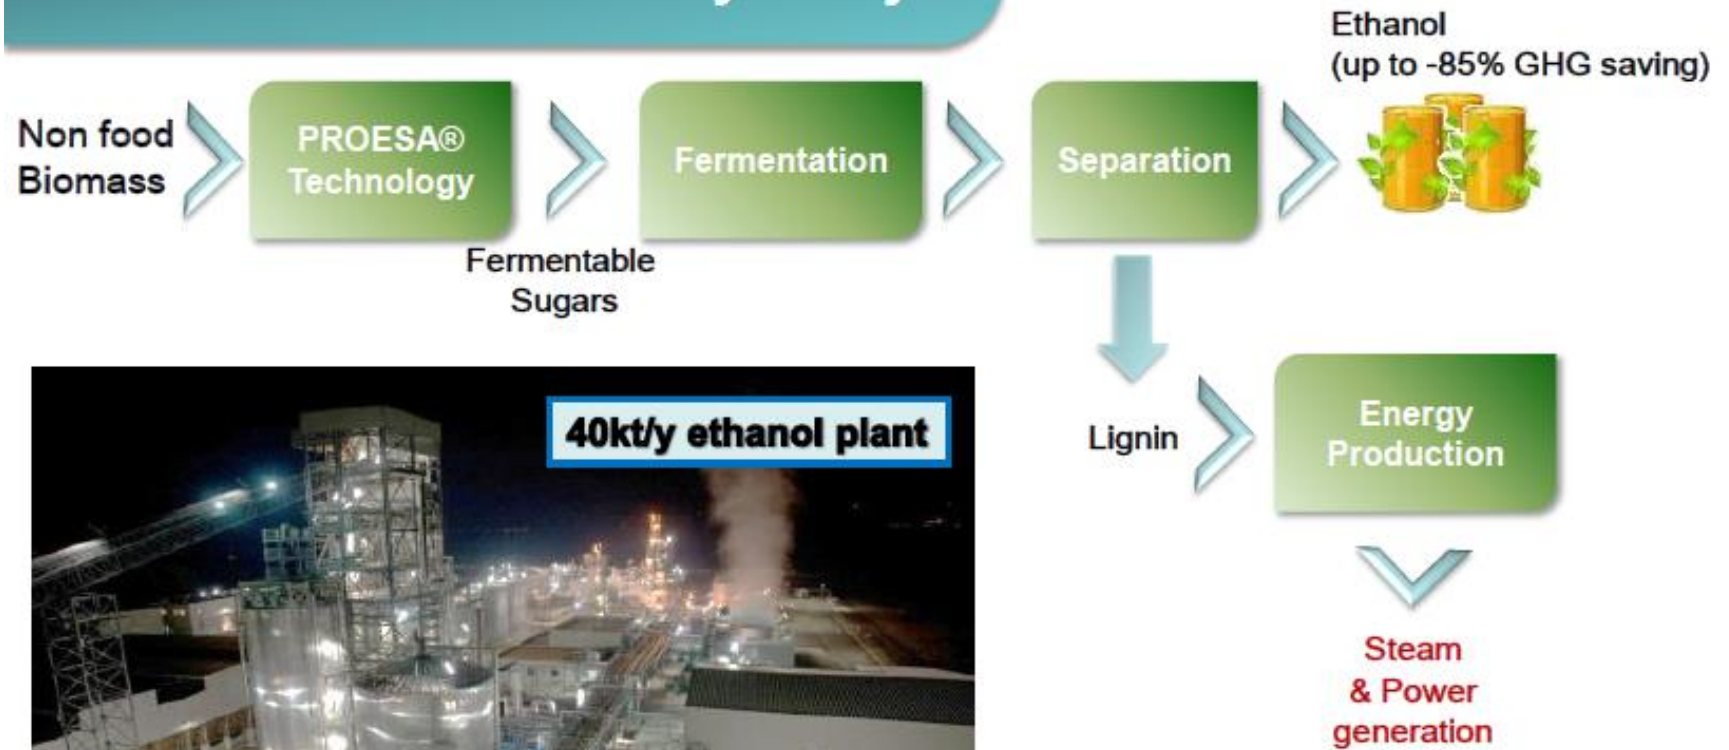 Ethanol
(up to -85% GHG saving)
Non food
Biomass
PROESA®
Technology
Fermentation
Separation
Fermentable
Sugars
40kt/y ethanol plant
Lignin
Energy
Production
Steam
& Power
generation